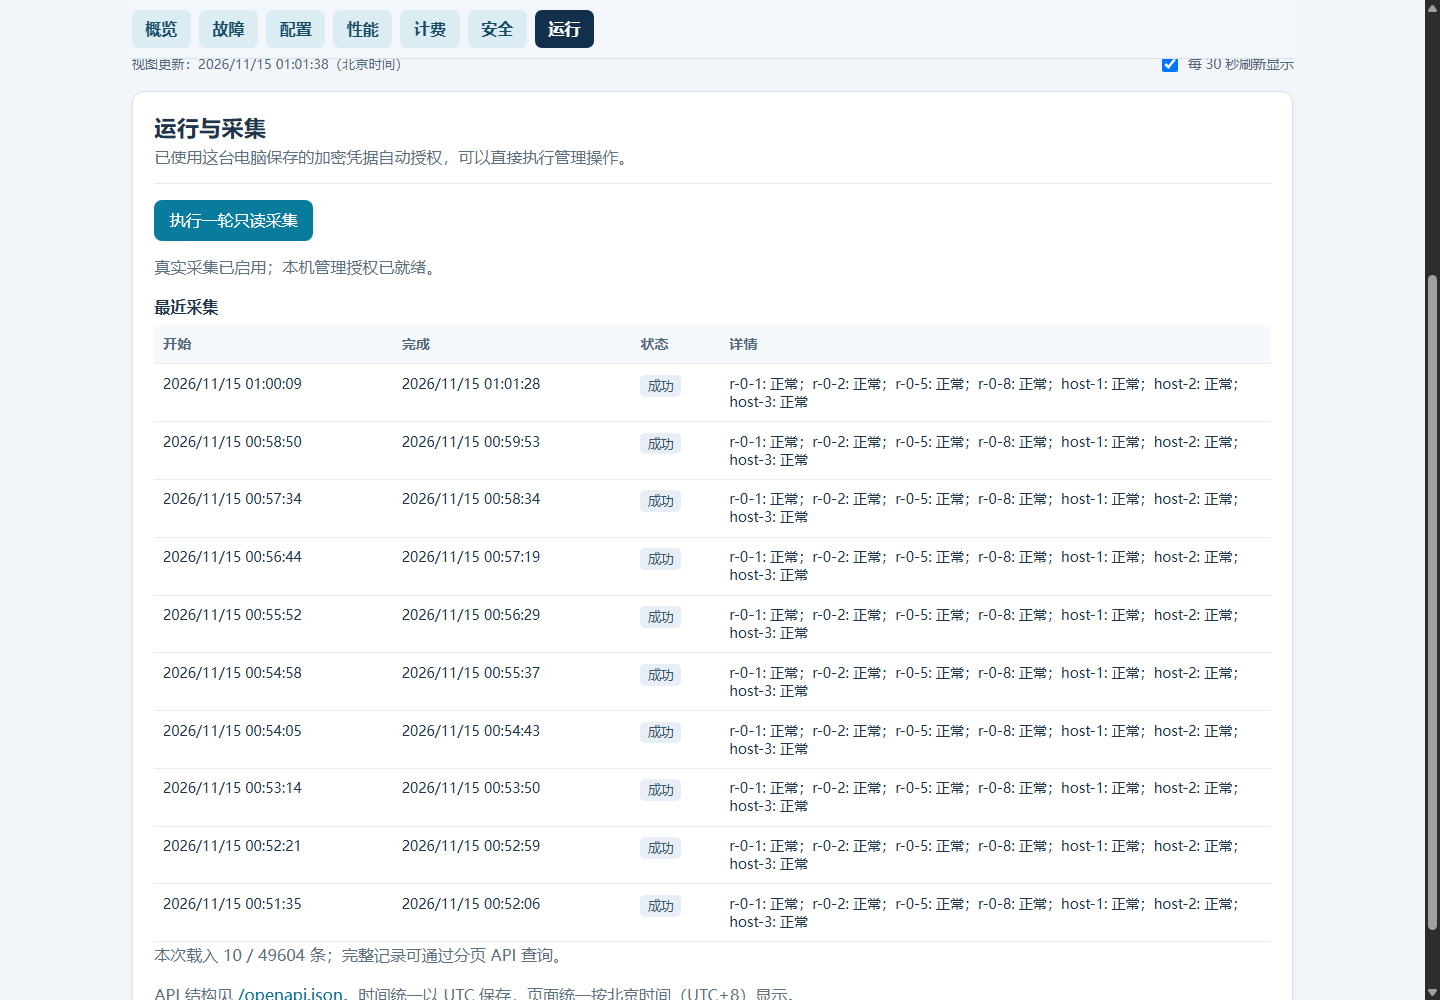 概览 故障 配置 性能 计费 安全 运行
视图更新：2026/11/15 01:01:38（北京时间） 每 30 秒刷新显示
运行与采集
已使用这台电脑保存的加密凭据自动授权，可以直接执行管理操作。
执行一轮只读采集
真实采集已启用；本机管理授权已就绪。
最近采集
开始 完成 状态 详情
2026/11/15 01:00:09 2026/11/15 01:01:28 成功 r-0-1: 正常；r-0-2: 正常；r-0-5: 正常；r-0-8: 正常；host-1: 正常；host-2: 正常；
host-3: 正常
2026/11/15 00:58:50 2026/11/15 00:59:53 成功 r-0-1: 正常；r-0-2: 正常；r-0-5: 正常；r-0-8: 正常；host-1: 正常；host-2: 正常；
host-3: 正常
2026/11/15 00:57:34 2026/11/15 00:58:34 成功 r-0-1: 正常；r-0-2: 正常；r-0-5: 正常；r-0-8: 正常；host-1: 正常；host-2: 正常；
host-3: 正常
2026/11/15 00:56:44 2026/11/15 00:57:19 成功 r-0-1: 正常；r-0-2: 正常；r-0-5: 正常；r-0-8: 正常；host-1: 正常；host-2: 正常；
host-3: 正常
2026/11/15 00:55:52 2026/11/15 00:56:29 成功 r-0-1: 正常；r-0-2: 正常；r-0-5: 正常；r-0-8: 正常；host-1: 正常；host-2: 正常；
host-3: 正常
2026/11/15 00:54:58 2026/11/15 00:55:37 成功 r-0-1: 正常；r-0-2: 正常；r-0-5: 正常；r-0-8: 正常；host-1: 正常；host-2: 正常；
host-3: 正常
2026/11/15 00:54:05 2026/11/15 00:54:43 成功 r-0-1: 正常；r-0-2: 正常；r-0-5: 正常；r-0-8: 正常；host-1: 正常；host-2: 正常；
host-3: 正常
2026/11/15 00:53:14 2026/11/15 00:53:50 成功 r-0-1: 正常；r-0-2: 正常；r-0-5: 正常；r-0-8: 正常；host-1: 正常；host-2: 正常；
host-3: 正常
2026/11/15 00:52:21 2026/11/15 00:52:59 成功 r-0-1: 正常；r-0-2: 正常；r-0-5: 正常；r-0-8: 正常；host-1: 正常；host-2: 正常；
host-3: 正常
2026/11/15 00:51:35 2026/11/15 00:52:06 成功 r-0-1: 正常；r-0-2: 正常；r-0-5: 正常；r-0-8: 正常；host-1: 正常；host-2: 正常；
host-3: 正常
本次载入 10 / 49604 条；完整记录可通过分页 API 查询。
API 结构见 /openapi.json。时间统一以 UTC 保存，页面统一按北京时间（UTC+8）显示。